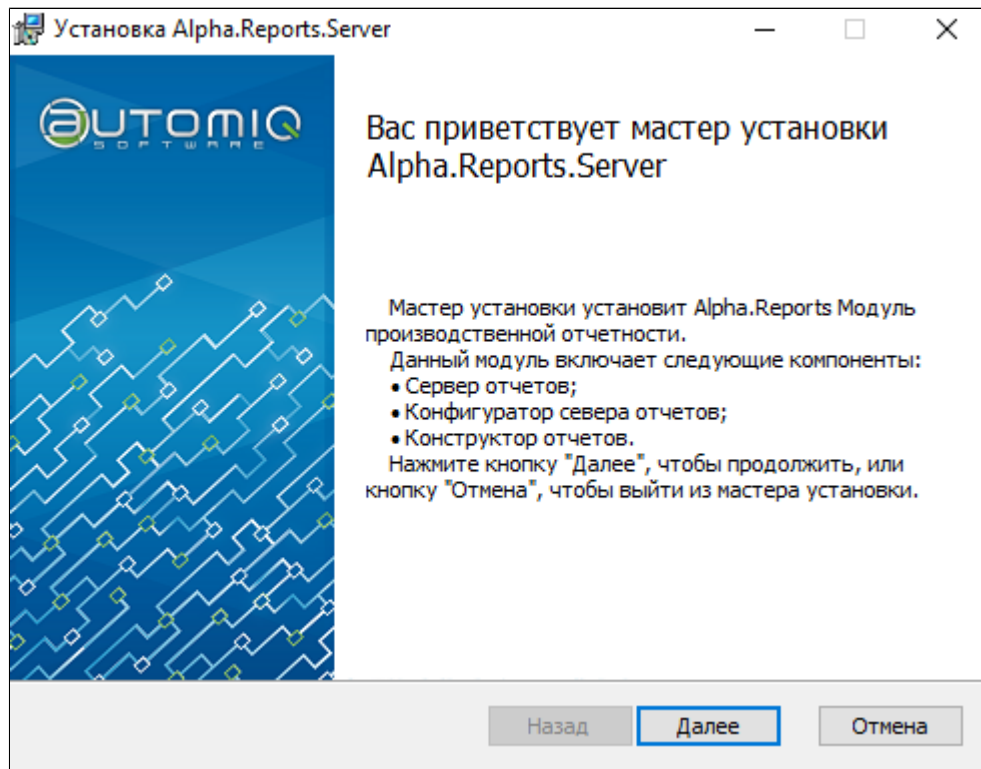 Установка Alpha.Reports.Server
automiq
SOFTWARE
Вас приветствует мастер установки
Alpha.Reports.Server
Мастер установки установит Alpha.Reports Модуль
производственной отчетности.
Данный модуль включает следующие компоненты:
• Сервер отчетов;
• Конфигуратор севера отчетов;
• Конструктор отчетов.
Нажмите кнопку "Далее", чтобы продолжить, или
кнопку "Отмена", чтобы выйти из мастера установки.
Назад
Далее
Отмена